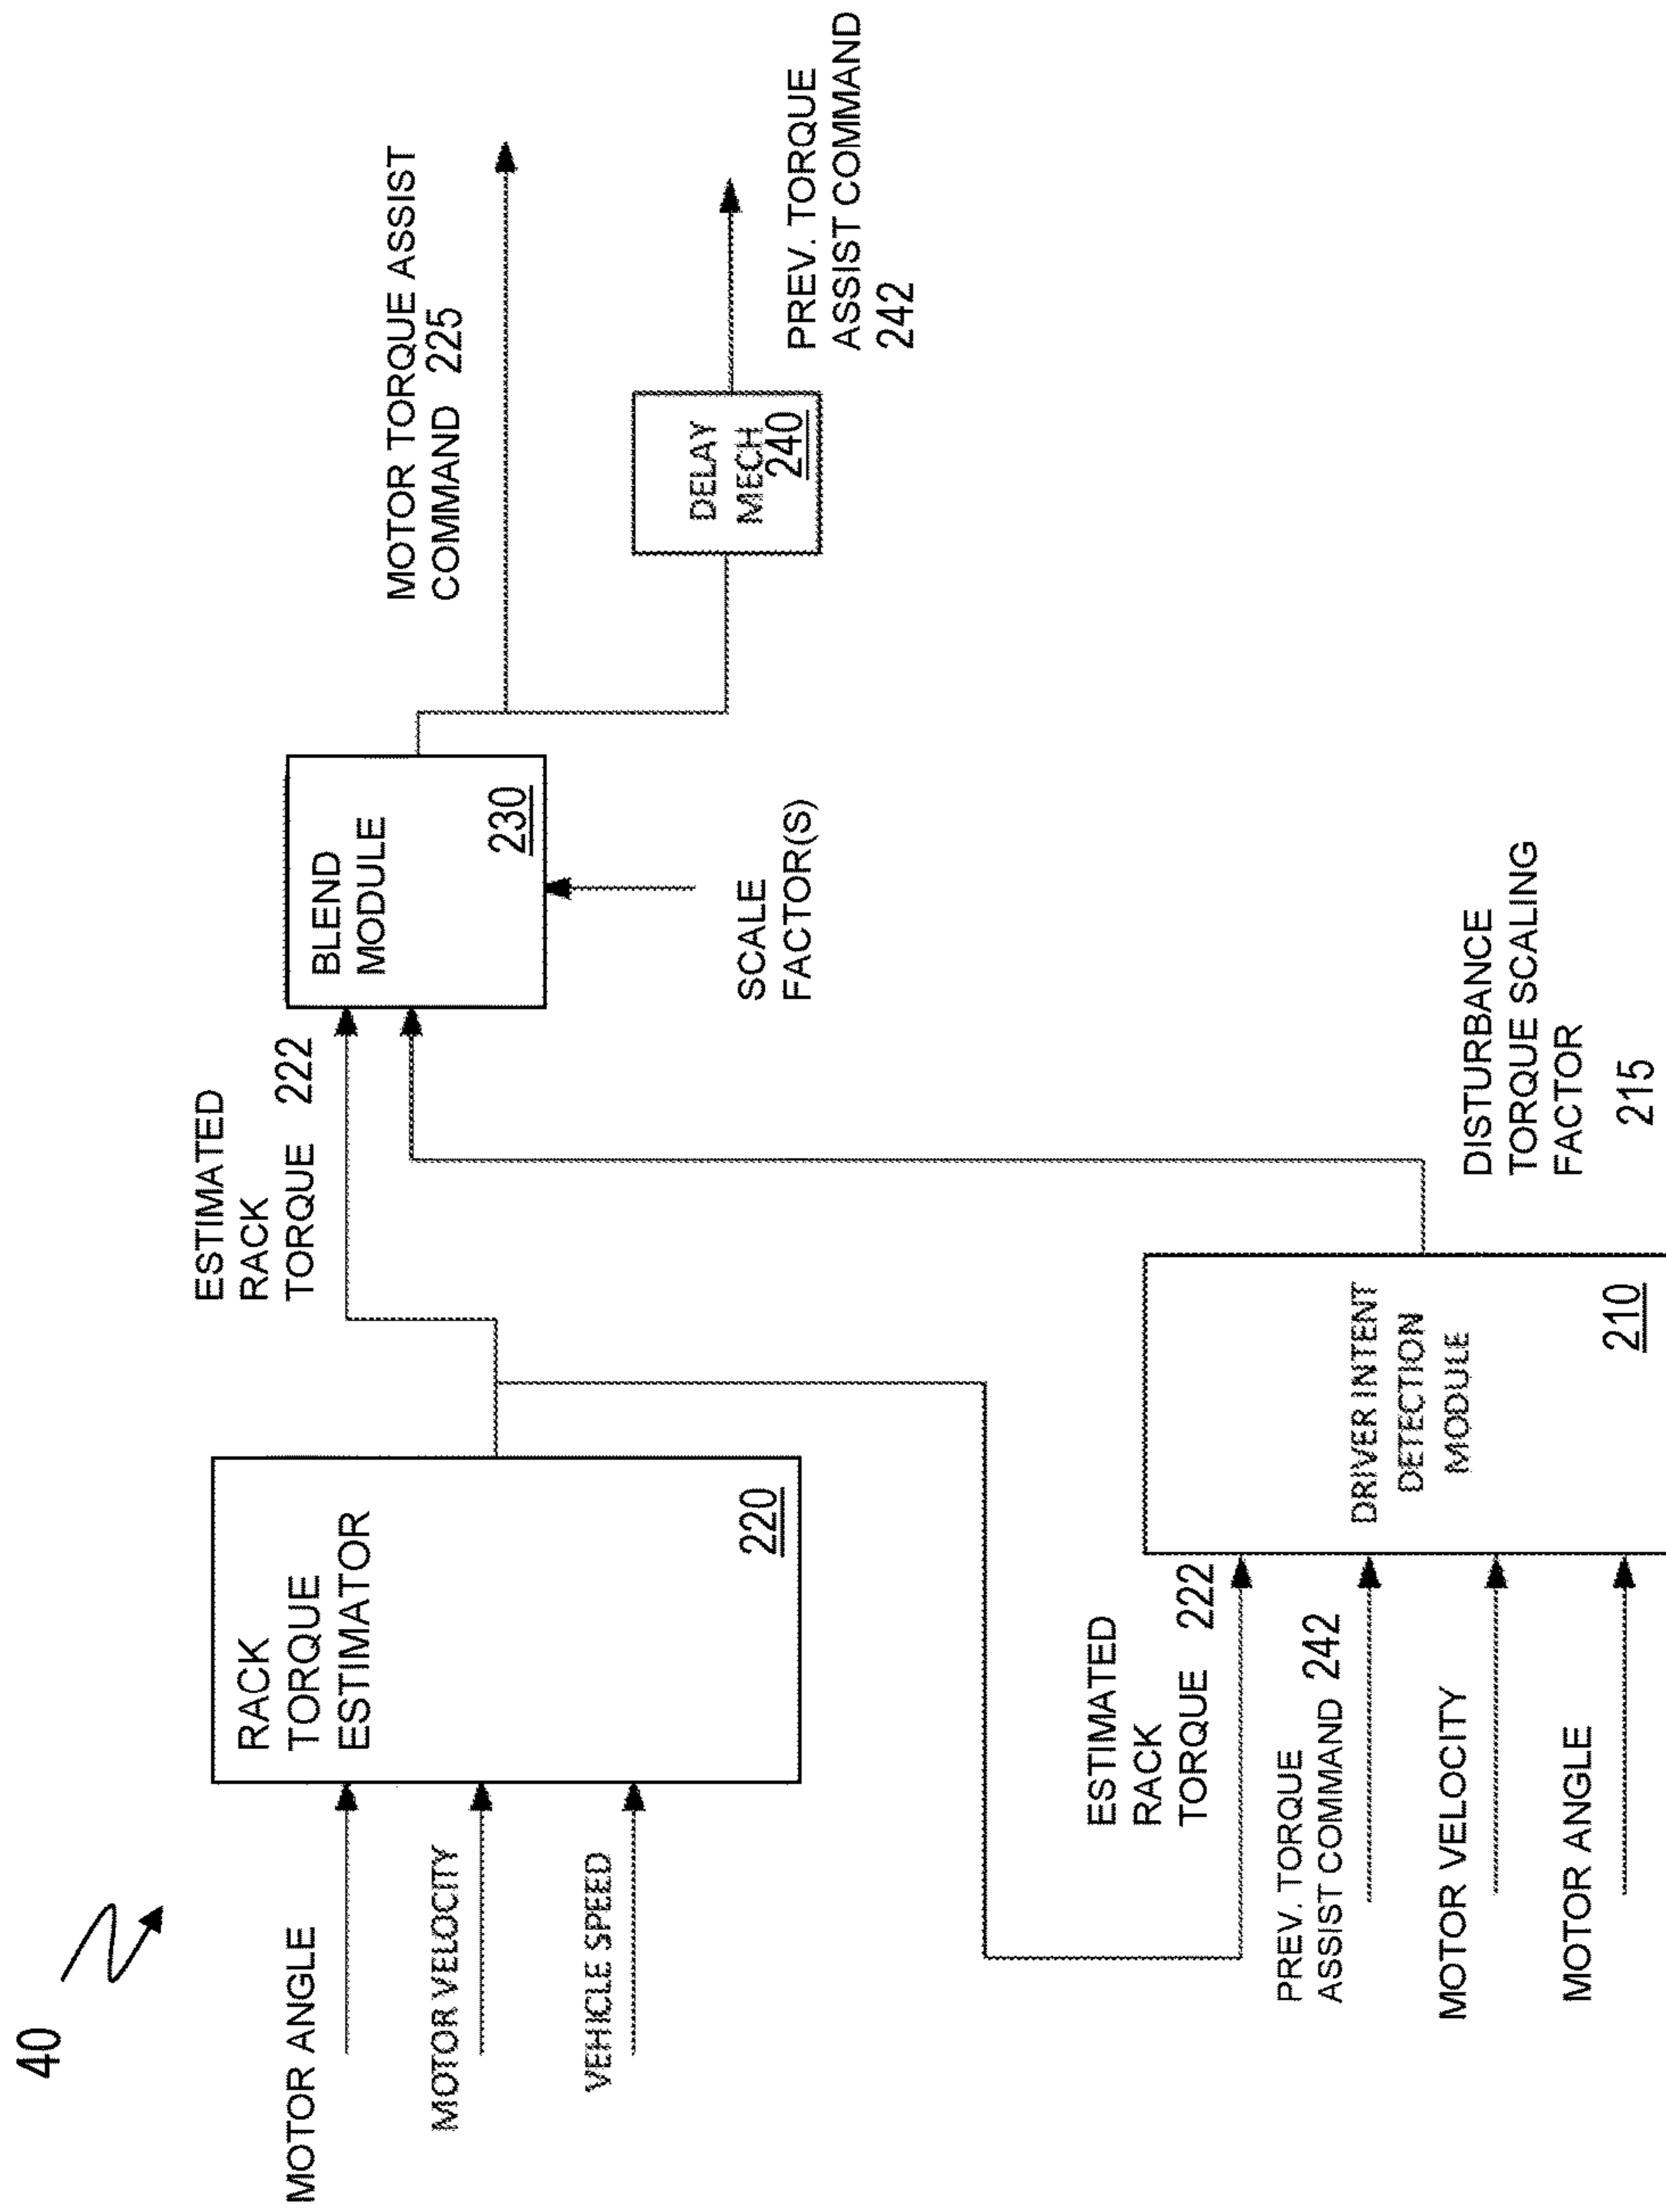 40
MOTOR ANGLE
MOTOR VELOCITY
VEHICLE SPEED
RACK
TORQUE
ESTIMATOR
220
ESTIMATED
RACK
TORQUE 222
BLEND
MODULE
230
SCALE
FACTOR(S)
MOTOR TORQUE ASSIST
COMMAND 225
DELAY
MECH
240
PREV. TORQUE
ASSIST COMMAND
242
ESTIMATED
RACK
TORQUE 222
PREV. TORQUE
ASSIST COMMAND 242
MOTOR VELOCITY
MOTOR ANGLE
DRIVER INTENT
DETECTION
MODULE
210
DISTURBANCE
TORQUE SCALING
FACTOR
215